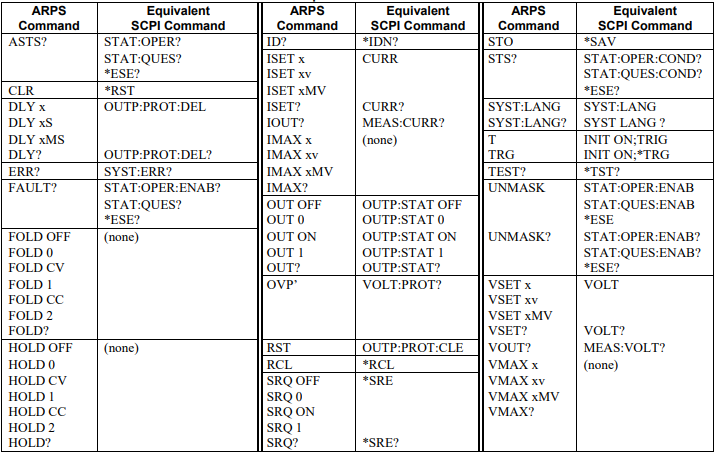 ARPS Command Equivalent SCPI Command
ASTS? STAT:OPER?
STAT:QUES?
*ESE?
CLR *RST
DLY x OUTP:PROT:DEL
DLY xS
DLY xMS
DLY? OUTP:PROT:DEL?
ERR? SYST:ERR?
FAULT? STAT:OPER:ENAB?
STAT:QUES?
*ESE?
FOLD OFF (none)
FOLD 0
FOLD CV
FOLD 1
FOLD CC
FOLD 2
FOLD?
HOLD OFF (none)
HOLD 0
HOLD CV
HOLD 1
HOLD CC
HOLD 2
HOLD?
ARPS Command Equivalent SCPI Command
ID? *IDN?
ISET x CURR
ISET xv
ISET xMV
ISET? CURR?
IOUT? MEAS:CURR?
IMAX x (none)
IMAX xv
IMAX xMV
IMAX?
OUT OFF OUTP:STAT OFF
OUT 0 OUTP:STAT 0
OUT ON OUTP:STAT ON
OUT 1 OUTP:STAT 1
OUT? OUTP:STAT?
OVP’ VOLT:PROT?
RST OUTP:PROT:CLE
RCL *RCL
SRQ OFF *SRE
SRQ 0
SRQ ON
SRQ 1
SRQ? *SRE?
ARPS Command Equivalent SCPI Command
STO *SAV
STS? STAT:OPER:COND?
STAT:QUES:COND?
*ESE?
SYST:LANG SYST:LANG
SYST:LANG? SYST LANG ?
T INIT ON;TRIG
TRG INIT ON;*TRG
TEST? *TST?
UNMASK STAT:OPER:ENAB
STAT:QUES:ENAB
*ESE
UNMASK? STAT:OPER:ENAB?
STAT:QUES:ENAB?
*ESE?
VSET x VOLT
VSET xv
VSET xMV
VSET? VOLT?
VOUT? MEAS:VOLT?
VMAX x (none)
VMAX xv
VMAX xMV
VMAX?